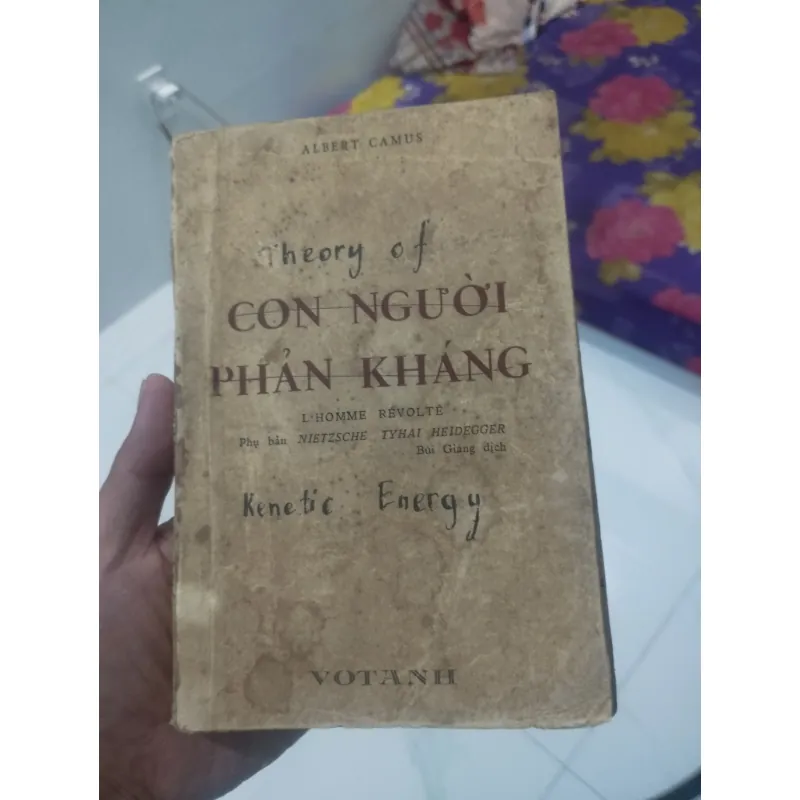 ALBERT CAMUS
Theory of
CON NGƯỜI
PHẢN KHÁNG
L'HOMME RÉVOLTÉ
Phụ bản NIETZSCHE TYHAI HEIDEGGER
Bùi Giáng dịch
Kenetic Energy
VOTANH